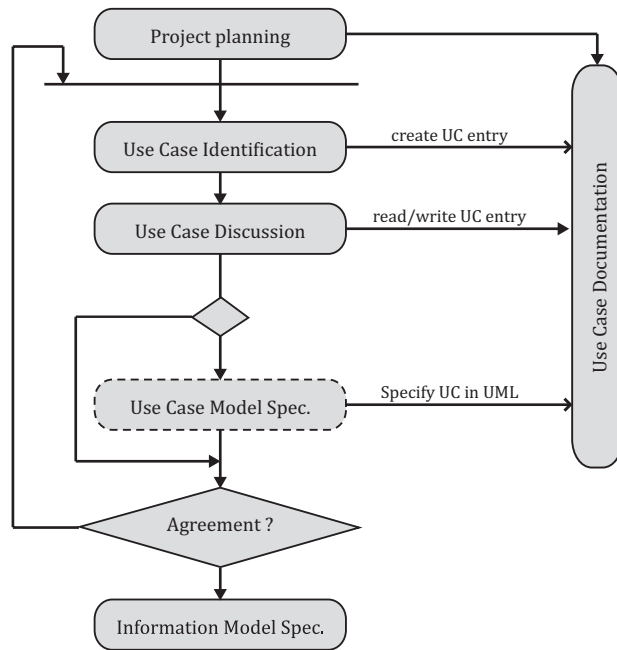 Project planning
Use Case Identification
create UC entry
Use Case Discussion
read/write UC entry
Use Case Documentation
Use Case Model Spec.
Specify UC in UML
Agreement ?
Information Model Spec.